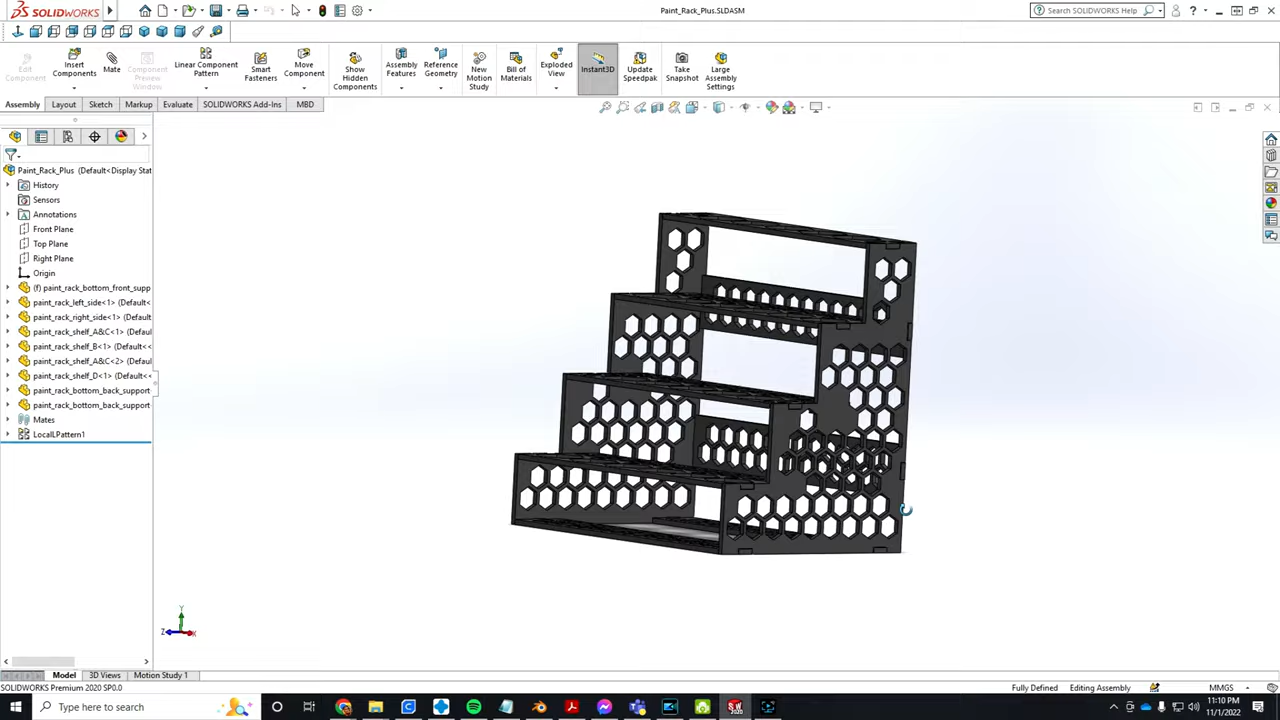 SOLIDWORKS
Paint_Rack_Plus.SLDASM
Search SOLIDWORKS Help
Edit Component
Insert Components
Mate
Component Preview Window
Linear Component Pattern
Smart Fasteners
Move Component
Show Hidden Components
Assembly Features
Reference Geometry
New Motion Study
Bill of Materials
Exploded View
Instant3D
Update Speedpak
Take Snapshot
Large Assembly Settings
Assembly Layout Sketch Markup Evaluate SOLIDWORKS Add-Ins MBD
Paint_Rack_Plus (Default<Display Stat
History
Sensors
Annotations
Front Plane
Top Plane
Right Plane
Origin
(f) paint_rack_bottom_front_supp
paint_rack_left_side<1> (Default<
paint_rack_right_side<1> (Default
paint_rack_shelf_A&C<1> (Default
paint_rack_shelf_B<1> (Default<<
paint_rack_shelf_A&C<2> (Default
paint_rack_shelf_D<1> (Default<<
paint_rack_bottom_back_support
paint_rack_bottom_back_support
Mates
LocalLPattern1
Y
Z X
Model 3D Views Motion Study 1
SOLIDWORKS Premium 2020 SP0.0
Fully Defined Editing Assembly MMGS
Type here to search
11:10 PM
11/1/2022